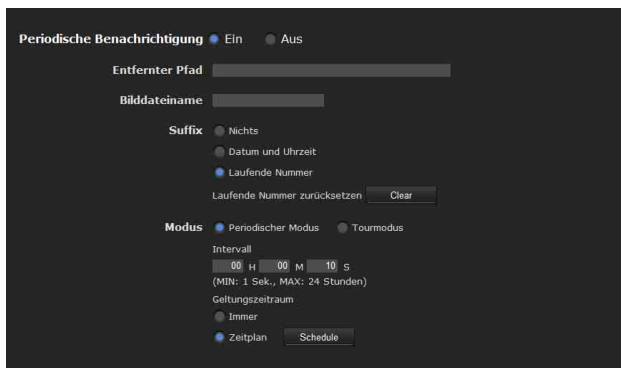 Periodische Benachrichtigung Ein Aus
Entfernter Pfad
Bilddateiname
Suffix Nichts
Datum und Uhrzeit
Laufende Nummer
Laufende Nummer zurücksetzen Clear
Modus Periodischer Modus Tourmodus
Intervall
00 H 00 M 10 S
(MIN: 1 Sek., MAX: 24 Stunden)
Geltungszeitraum
Immer
Zeitplan Schedule